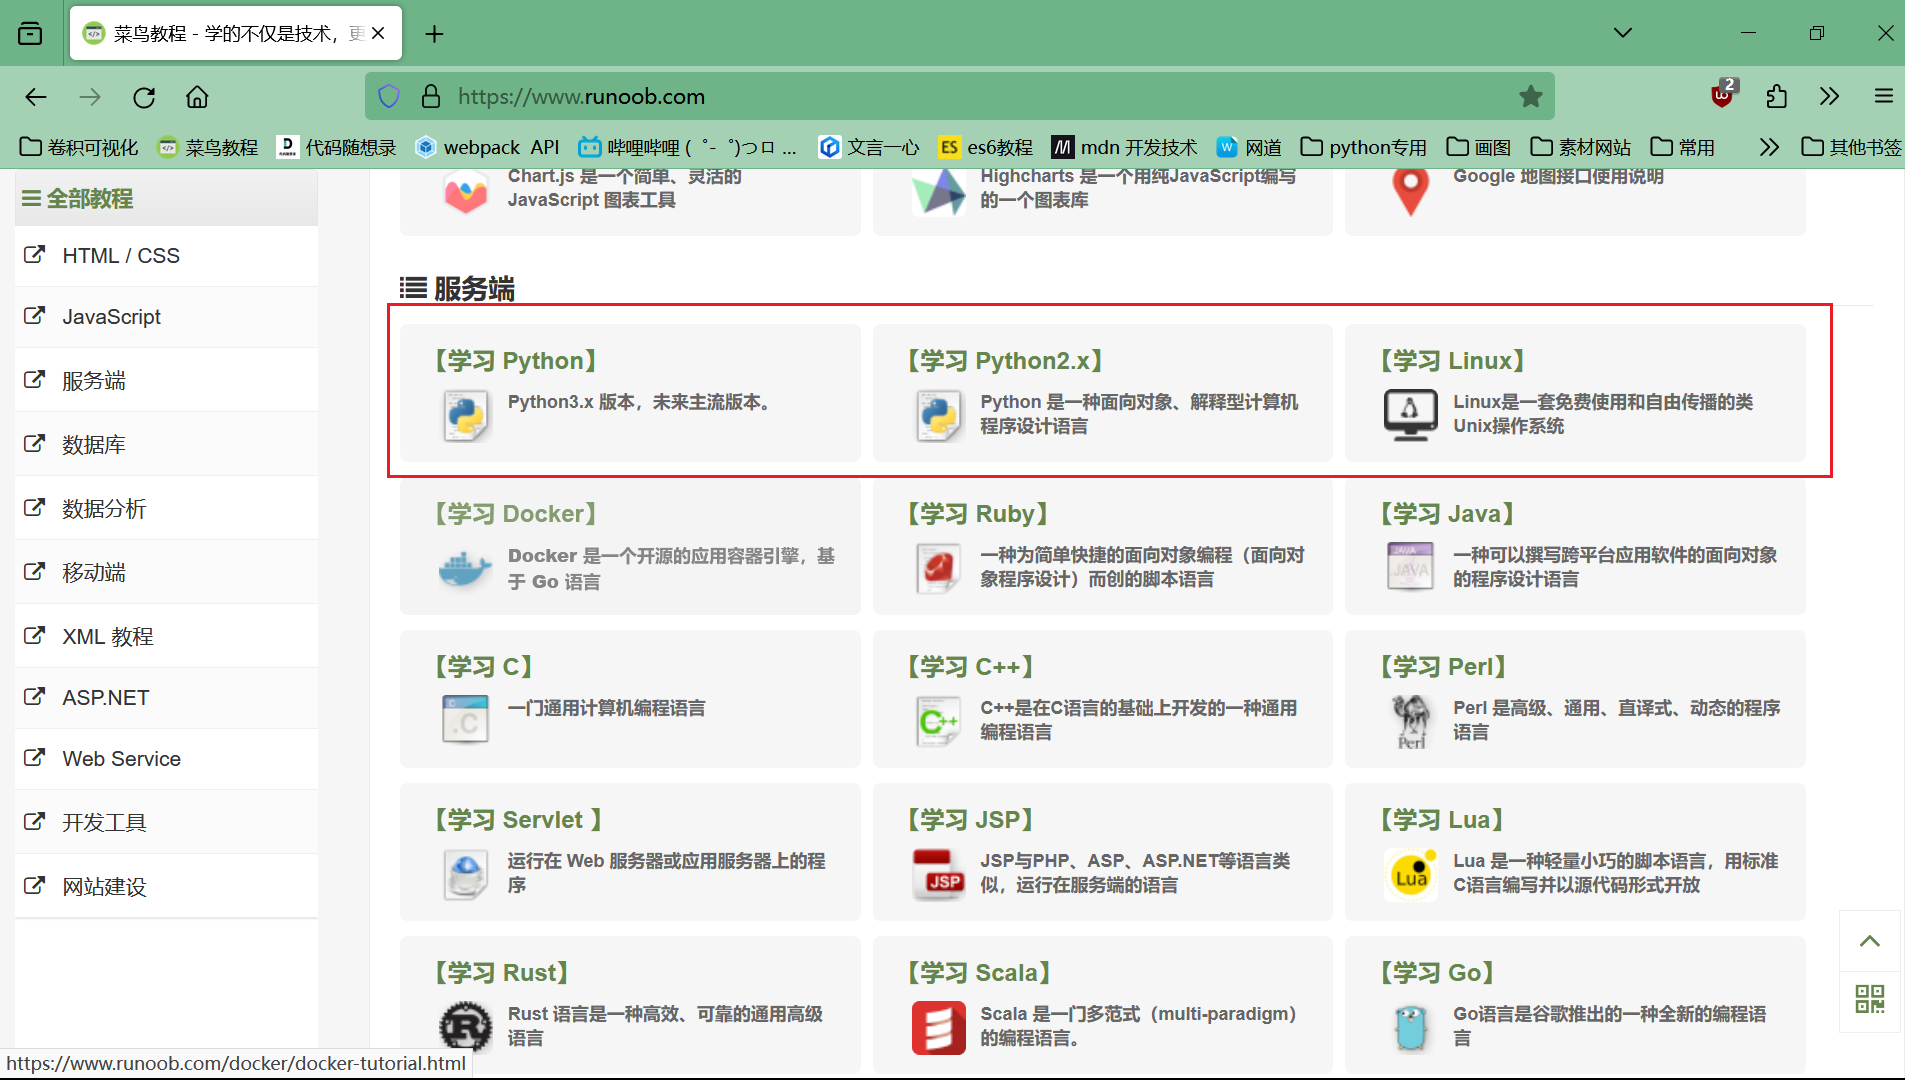 菜鸟教程 - 学的不仅是技术，更
https://www.runoob.com
2
卷积可视化
菜鸟教程
代码随想录
webpack API
哔哩哔哩 (゜-゜)つロ ...
文言一心
ES es6教程
mdn 开发技术
网道
python专用
画图
素材网站
常用
其他书签
全部教程
HTML / CSS
JavaScript
服务端
数据库
数据分析
移动端
XML 教程
ASP.NET
Web Service
开发工具
网站建设
Chart.js 是一个简单、灵活的
JavaScript 图表工具
Highcharts 是一个用纯JavaScript编写
的一个图表库
Google 地图接口使用说明
服务端
【学习 Python】
Python3.x 版本，未来主流版本。
【学习 Python2.x】
Python 是一种面向对象、解释型计算机
程序设计语言
【学习 Linux】
Linux是一套免费使用和自由传播的类
Unix操作系统
【学习 Docker】
Docker 是一个开源的应用容器引擎，基
于 Go 语言
【学习 Ruby】
一种为简单快捷的面向对象编程（面向对
象程序设计）而创的脚本语言
【学习 Java】
JAVA
.JAVA
一种可以撰写跨平台应用软件的面向对象
的程序设计语言
【学习 C】
C
.C
一门通用计算机编程语言
【学习 C++】
C++
C++是在C语言的基础上开发的一种通用
编程语言
【学习 Perl】
Perl
Perl 是高级、通用、直译式、动态的程序
语言
【学习 Servlet 】
运行在 Web 服务器或应用服务器上的程
序
【学习 JSP】
JSP
JSP与PHP、ASP、ASP.NET等语言类
似，运行在服务端的语言
【学习 Lua】
Lua
Lua 是一种轻量小巧的脚本语言，用标准
C语言编写并以源代码形式开放
【学习 Rust】
Rust 语言是一种高效、可靠的通用高级
语言
【学习 Scala】
Scala 是一门多范式（multi-paradigm）
的编程语言。
【学习 Go】
Go语言是谷歌推出的一种全新的编程语
言
https://www.runoob.com/docker/docker-tutorial.html